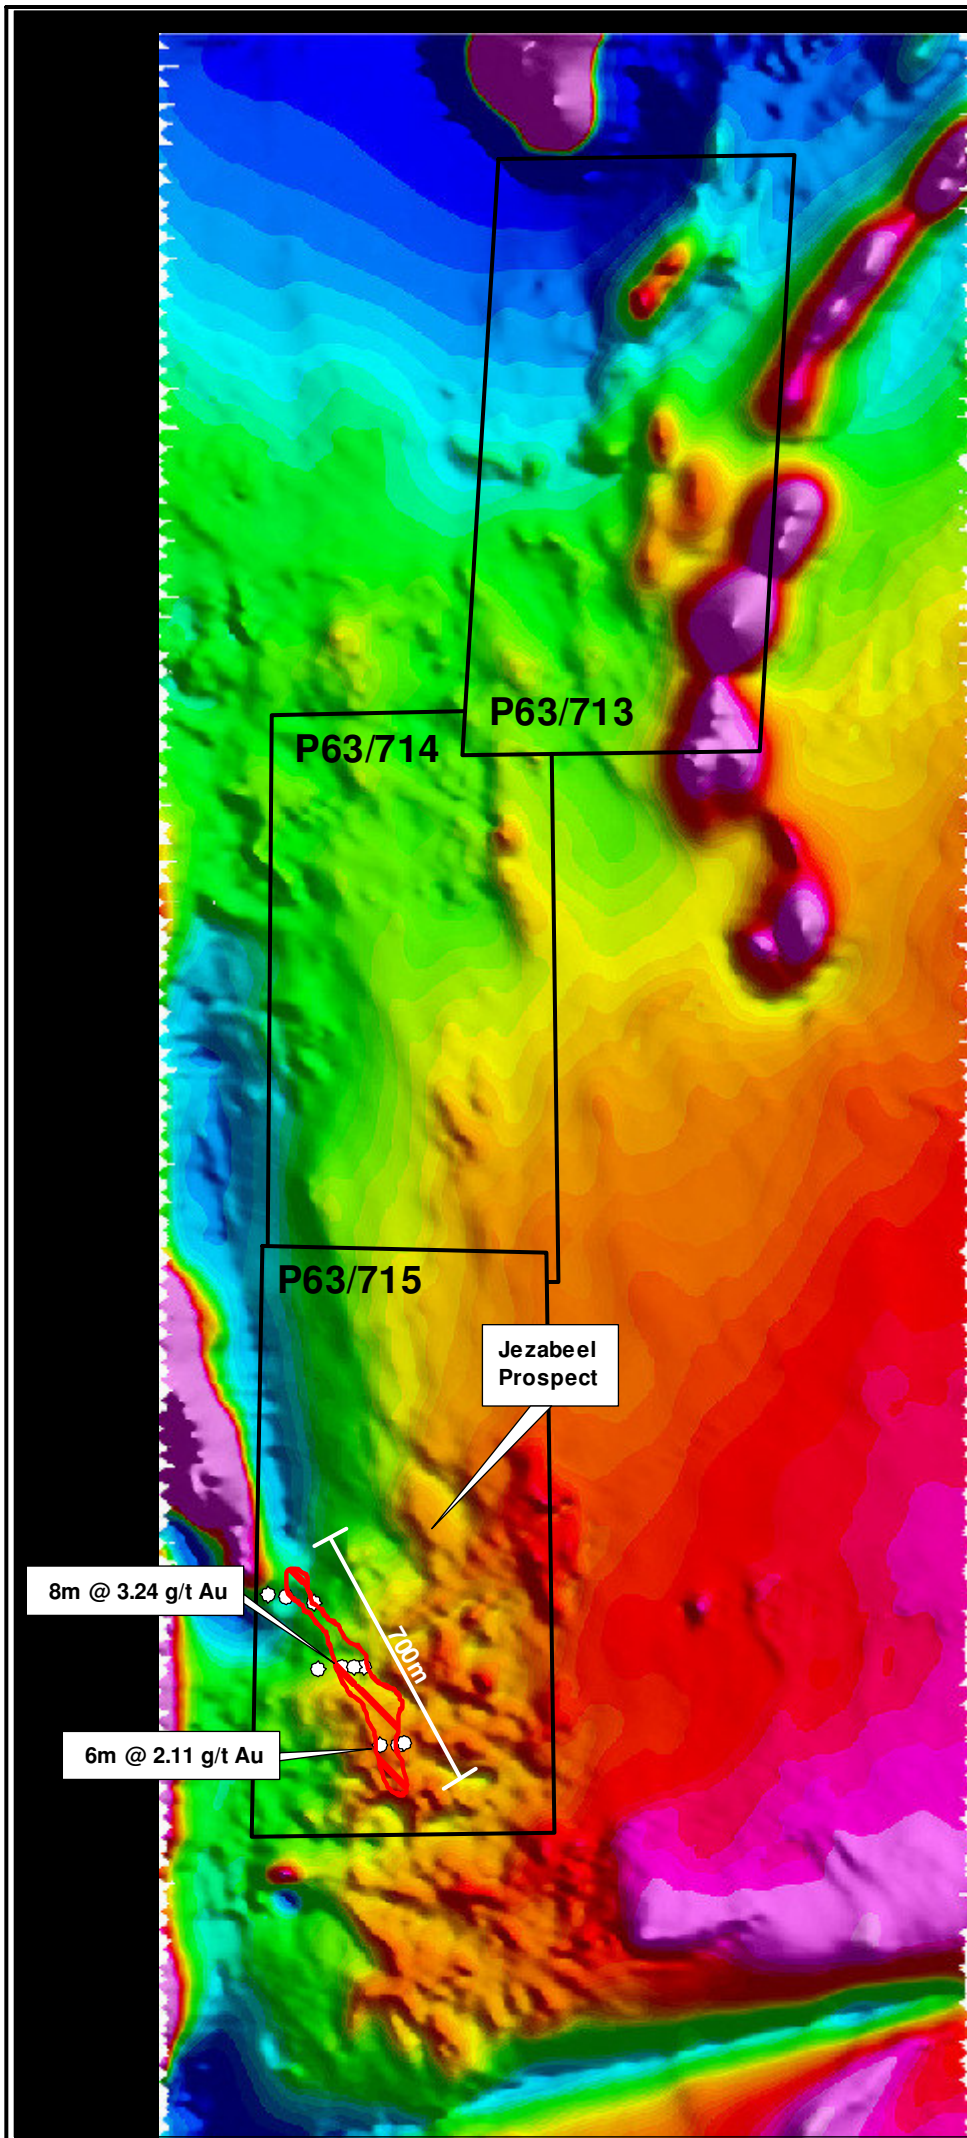 P63/713
P63/714
P63/715
Jezabeel
Prospect
8m @ 3.24 g/t Au
700m
6m @ 2.11 g/t Au